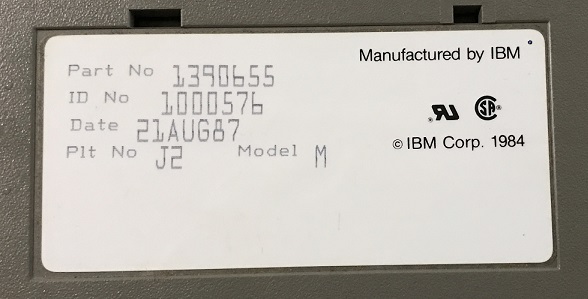 Manufactured by IBM
Part No 1390655
ID No 1000576
Date 21AUG87
Plt No J2 Model M
© IBM Corp. 1984